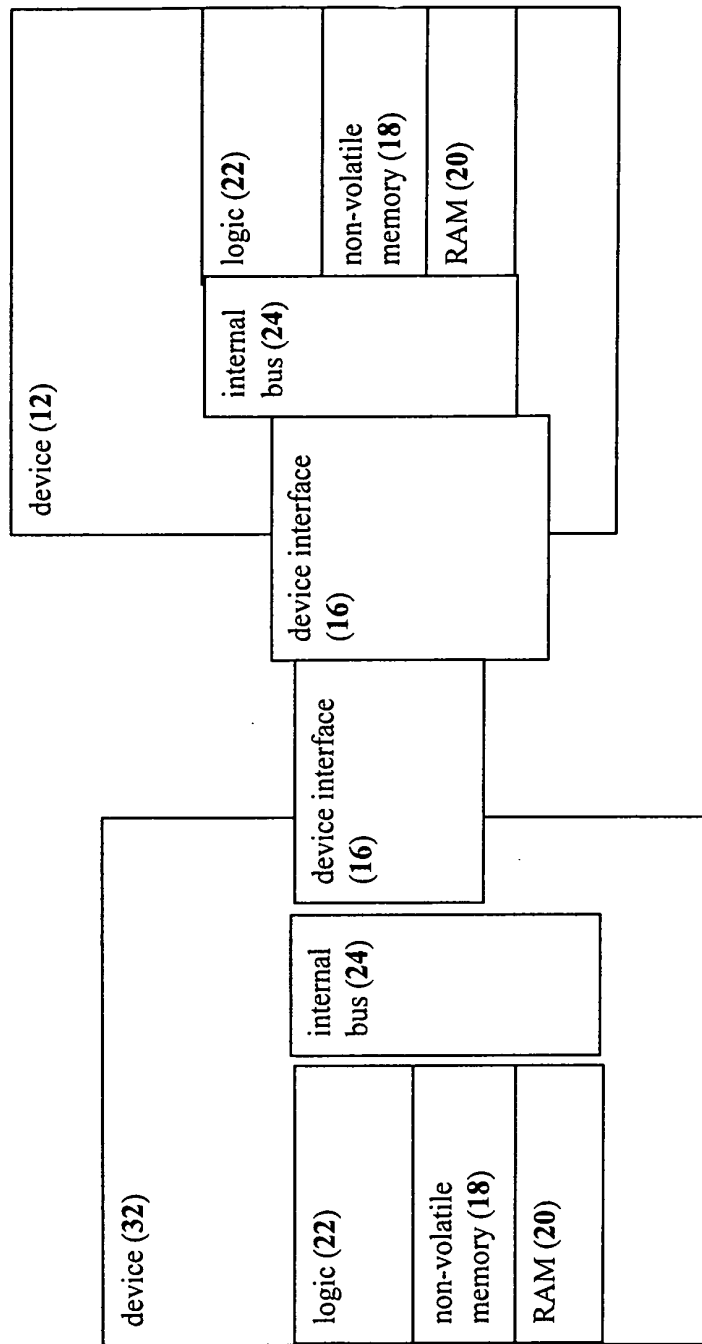 device (32)
logic (22)
non-volatile
memory (18)
RAM (20)
internal
bus (24)
device interface
(16)
device interface
(16)
device (12)
internal
bus (24)
logic (22)
non-volatile
memory (18)
RAM (20)